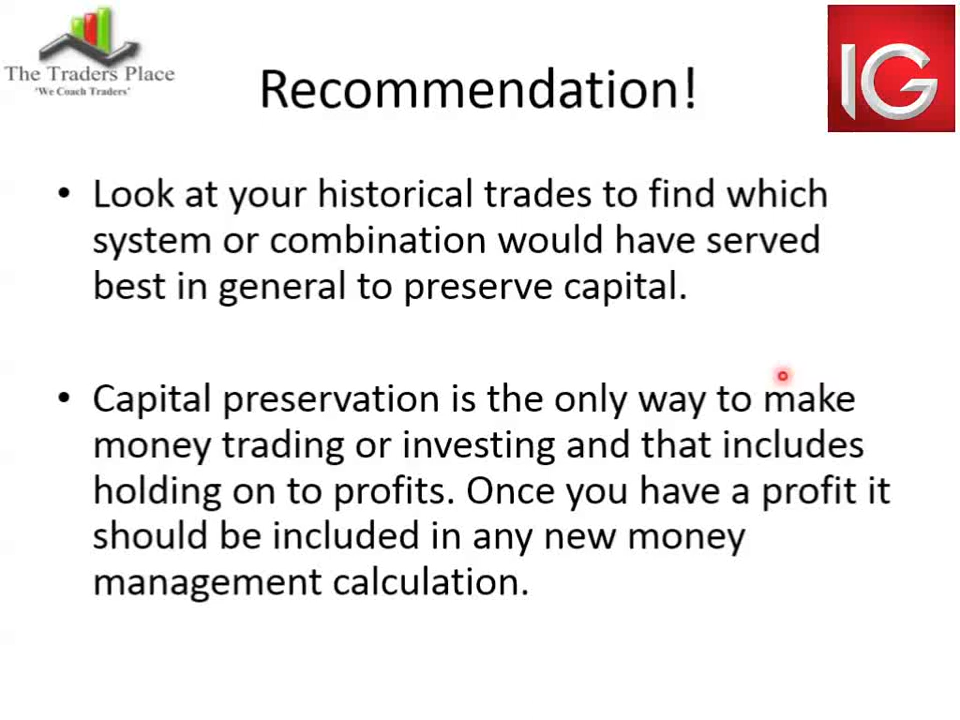 The Traders Place
'We Coach Traders'
IG
Recommendation!
• Look at your historical trades to find which
system or combination would have served
best in general to preserve capital.
• Capital preservation is the only way to make
money trading or investing and that includes
holding on to profits. Once you have a profit it
should be included in any new money
management calculation.